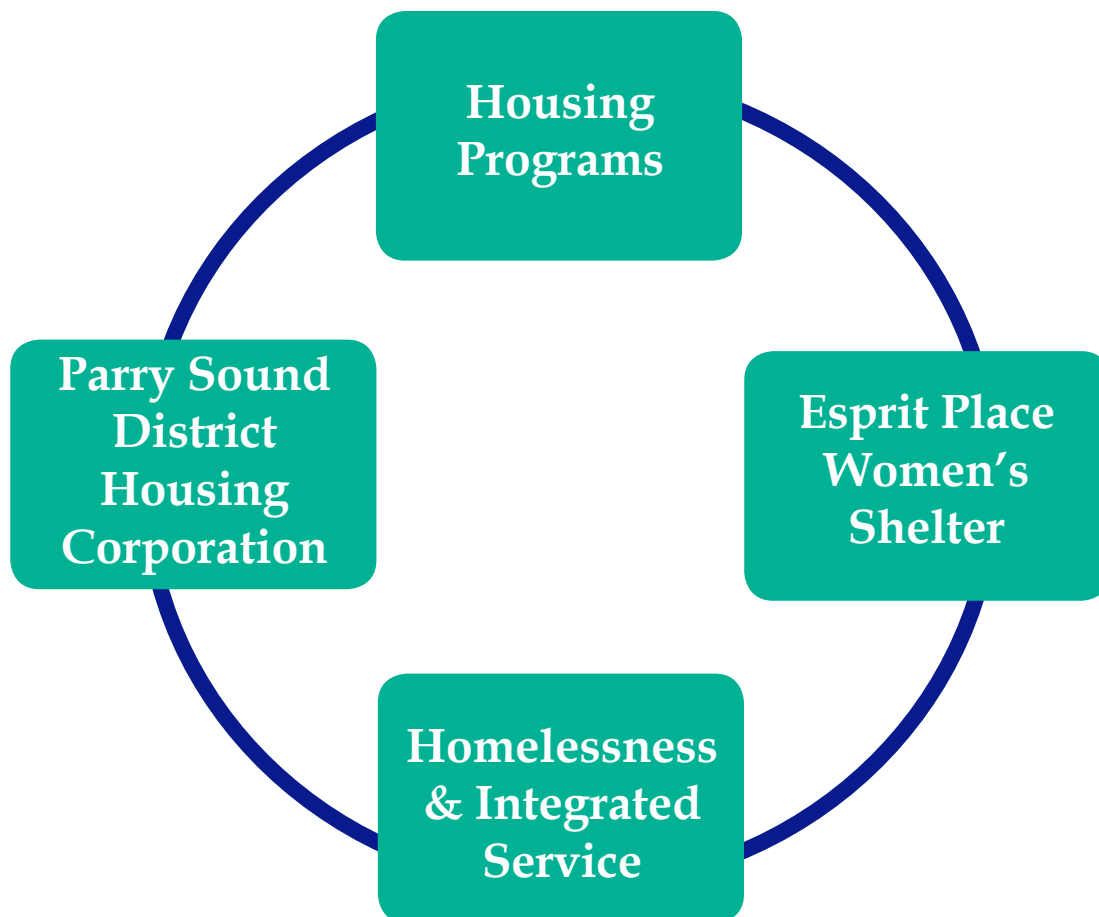 Housing
Programs
Parry Sound
District
Housing
Corporation
Esprit Place
Women’s
Shelter
Homelessness
& Integrated
Service